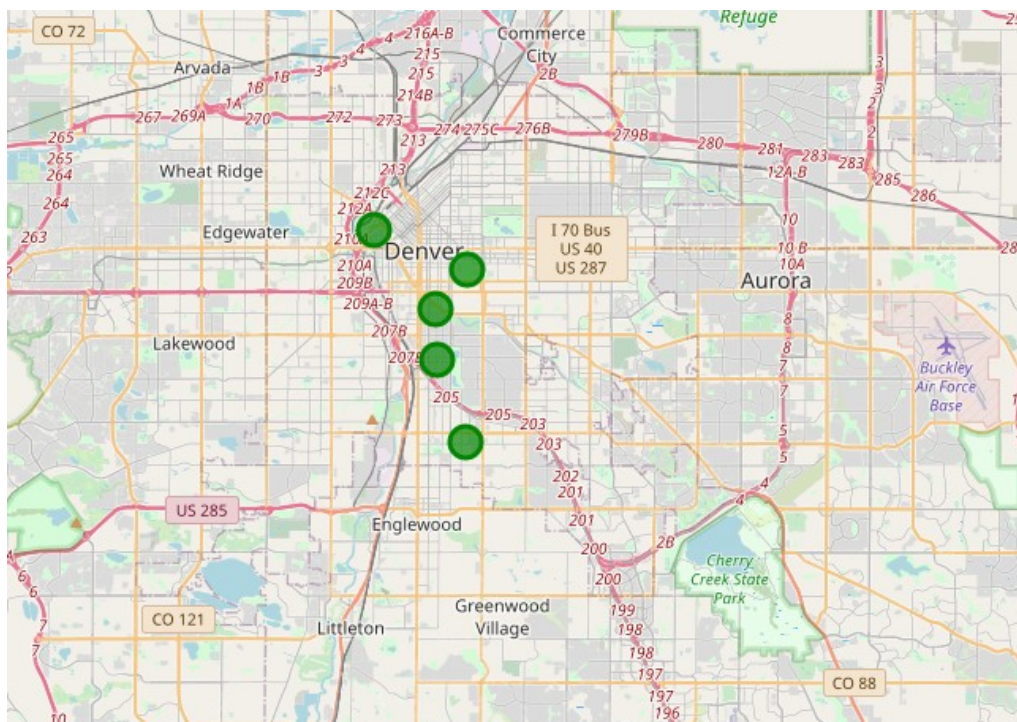 Refuge
CO 72
216A-B
Commerce
City
Arvada
4
4
3
3
1B
1B
215
215
214B
2B
3
3
2
2
1A
267
269A
270
272
273
213
274
275C
276B
279B
280
281
283
283
265
265
265
264
264
263
12A-B
285
286
Wheat Ridge
213
212C
212A
Edgewater
Denver
I 70 Bus
US 40
US 287
10
10 B
10A
Aurora
210A
209B
209A-B
207B
Lakewood
8
8
7
7
5
5
Buckley
Air Force
Base
205
205
203
203
202
201
201
4
4
US 285
Englewood
200
200
2B
Cherry
Creek State
Park
6
6
7
7
CO 121
Greenwood
Village
199
198
198
197
197
196
Littleton
CO 88
10